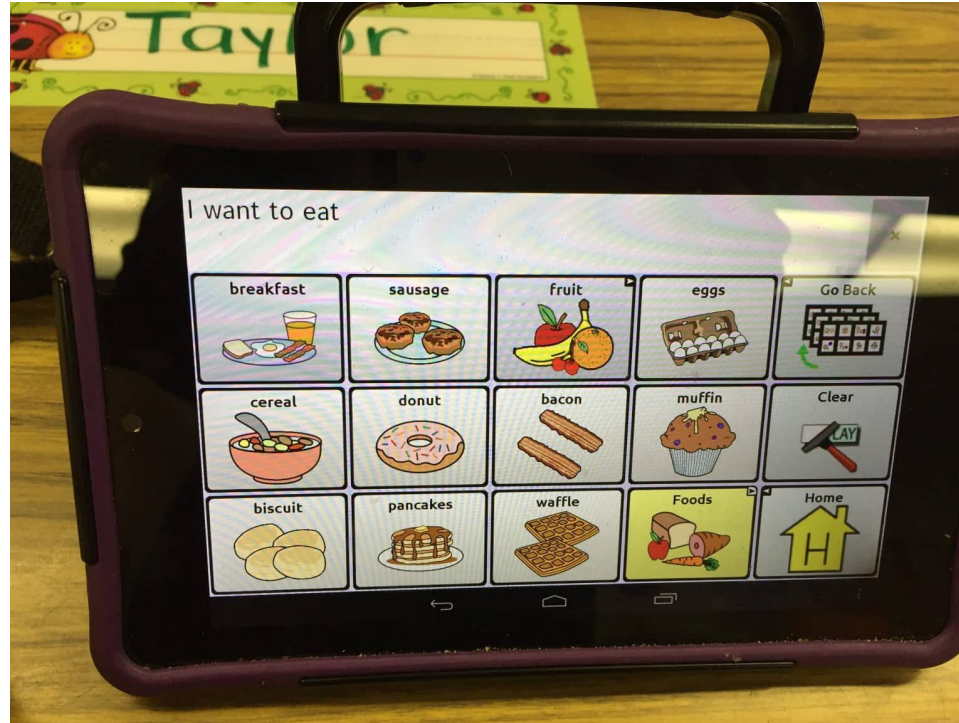 Taylor
I want to eat
breakfast sausage fruit eggs Go Back
cereal donut bacon muffin Clear
LAY
biscuit pancakes waffle Foods Home
H